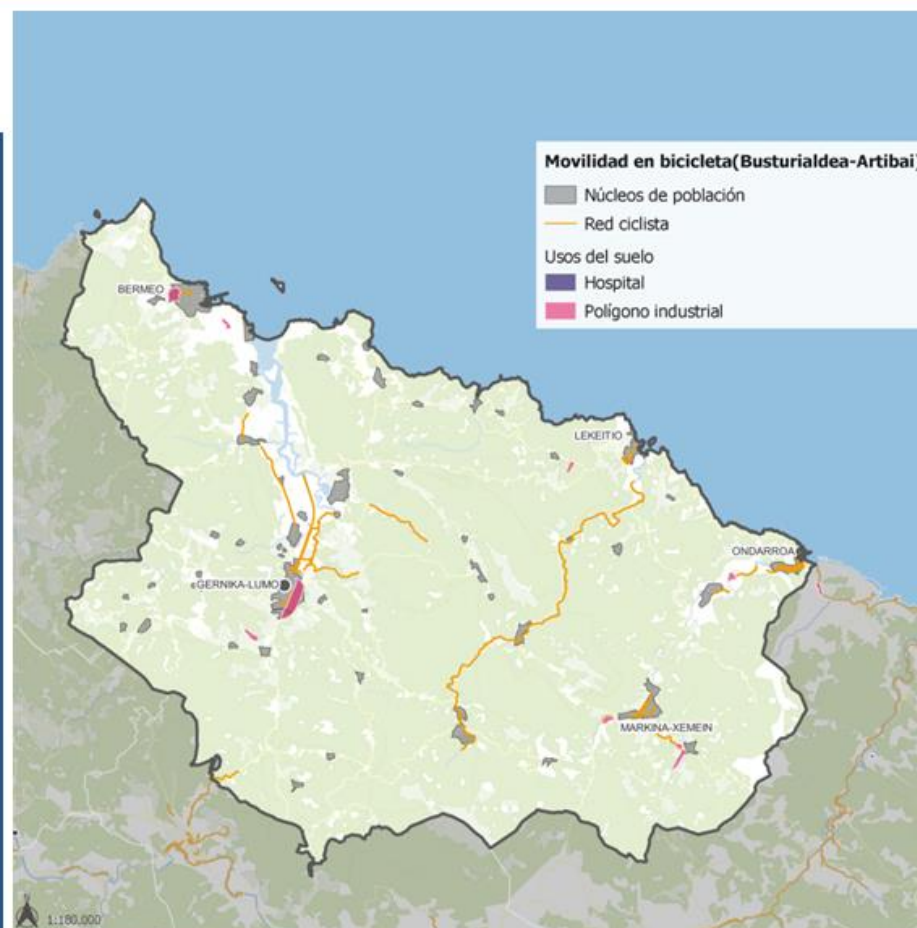 Movilidad en bicicleta(Busturialdea-Artibai)
Núcleos de población
Red ciclista
Usos del suelo
Hospital
Polígono industrial
BERMEO
LEKEITIO
ONDARROA
GERNIKA-LUMO
MARKINA-XEMEIN
1:180.000